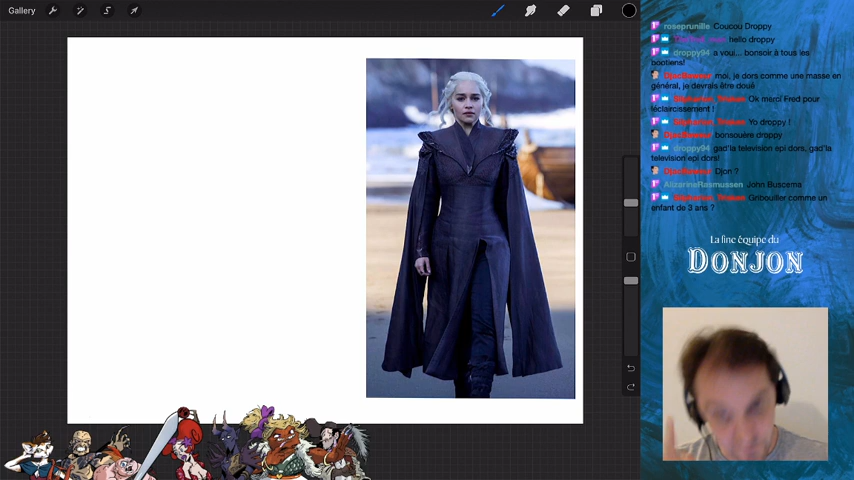 Gallery
roseprunille Coucou Droppy
hello droppy
droppy94 a voui... bonsoir à tous les
bootiens!
moi, je dors comme une masse en
général, je devrais être doué
Ok merci Fred pour
l'éclaircissement !
Yo droppy !
bonsouère droppy
droppy94 gad'la television epi dors, gad'la
television epi dors!
Djon ?
AlizarineRasmussen John Buscema
Gribouiller comme un
enfant de 3 ans ?
La fine équipe du
DONJON